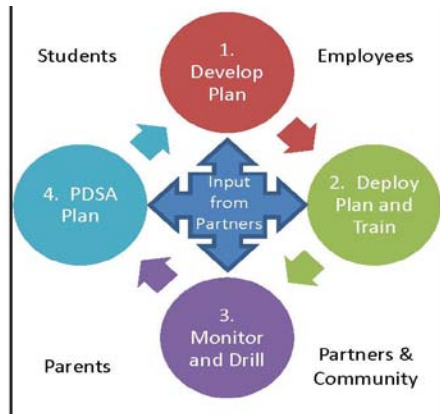 Students
1.
Develop
Plan
Employees
4. PDSA
Plan
Input
from
Partners
2. Deploy
Plan and
Train
3.
Monitor
and Drill
Parents
Partners &
Community